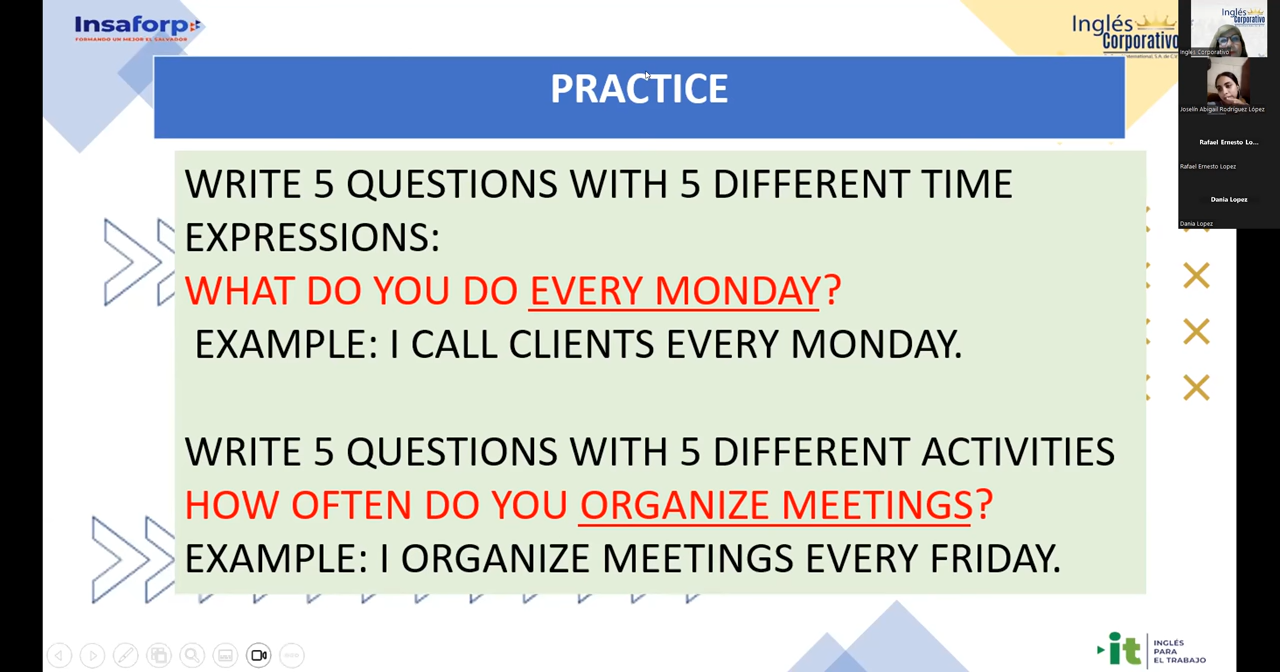 Insaforp
FORMANDO UN MEJOR EL SALVADOR
Inglés
Corporativo
PRACTICE
WRITE 5 QUESTIONS WITH 5 DIFFERENT TIME
EXPRESSIONS:
WHAT DO YOU DO EVERY MONDAY?
EXAMPLE: I CALL CLIENTS EVERY MONDAY.
WRITE 5 QUESTIONS WITH 5 DIFFERENT ACTIVITIES
HOW OFTEN DO YOU ORGANIZE MEETINGS?
EXAMPLE: I ORGANIZE MEETINGS EVERY FRIDAY.
Inglés
Corporativo
Inglés Corporativo
Joselín Abigail Rodríguez López
Rafael Ernesto Lo...
Rafael Ernesto Lopez
Dania Lopez
Dania Lopez
it
INGLÉS
PARA
EL TRABAJO